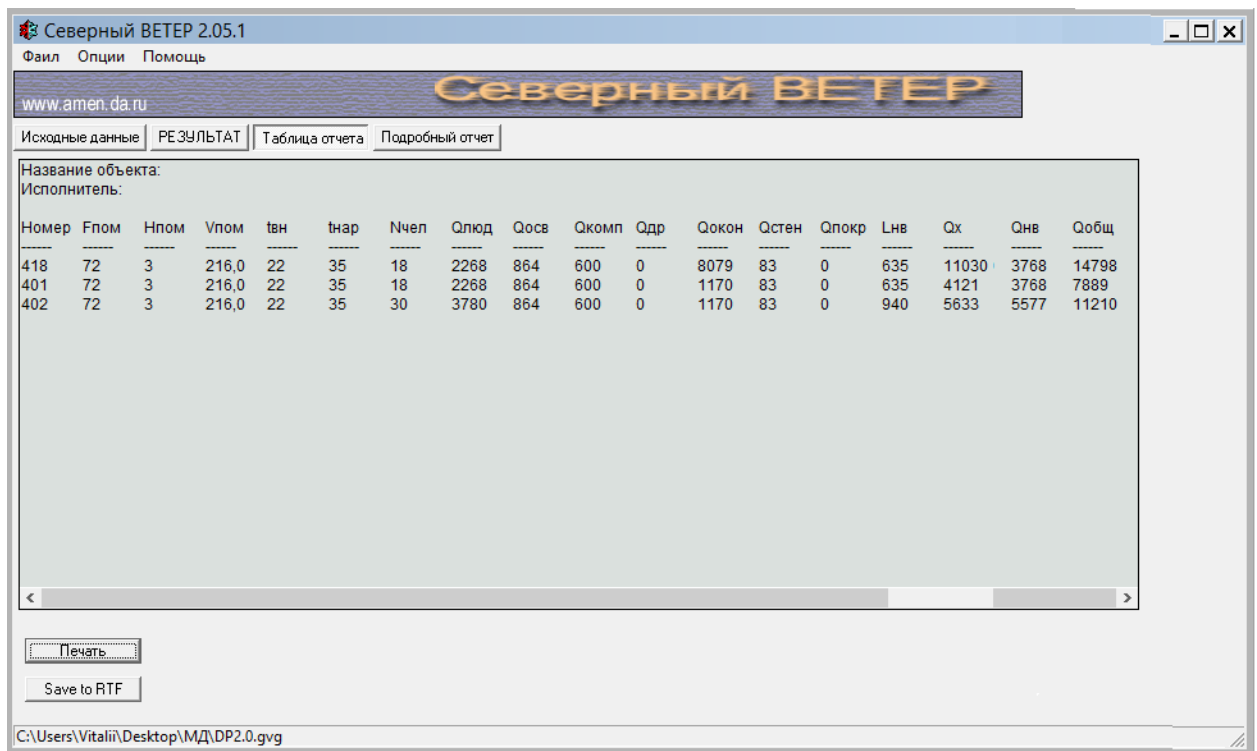 Северный ВЕТЕР 2.05.1
Фаил Опции Помощь
www.amen.da.ru Северный ВЕТЕР
Исходные данные РЕЗУЛЬТАТ Таблица отчета Подробный отчет
Название объекта:
Исполнитель:
Номер Fпом Hпом Vпом tвн tнар Nчел Qлюд Qосв Qкомп Qдр Qокон Qстен Qпокр Lнв Qх Qнв Qобщ
------ ------ ------ ------ ------ ------ ------ ------ ------ ------ ------ ------ ------ ------ ------ ------ ------ ------
418 72 3 216,0 22 35 18 2268 864 600 0 8079 83 0 635 11030 3768 14798
401 72 3 216,0 22 35 18 2268 864 600 0 1170 83 0 635 4121 3768 7889
402 72 3 216,0 22 35 30 3780 864 600 0 1170 83 0 940 5633 5577 11210
Печать
Save to RTF
C:\Users\Vitalii\Desktop\МД\DP2.0.gvg